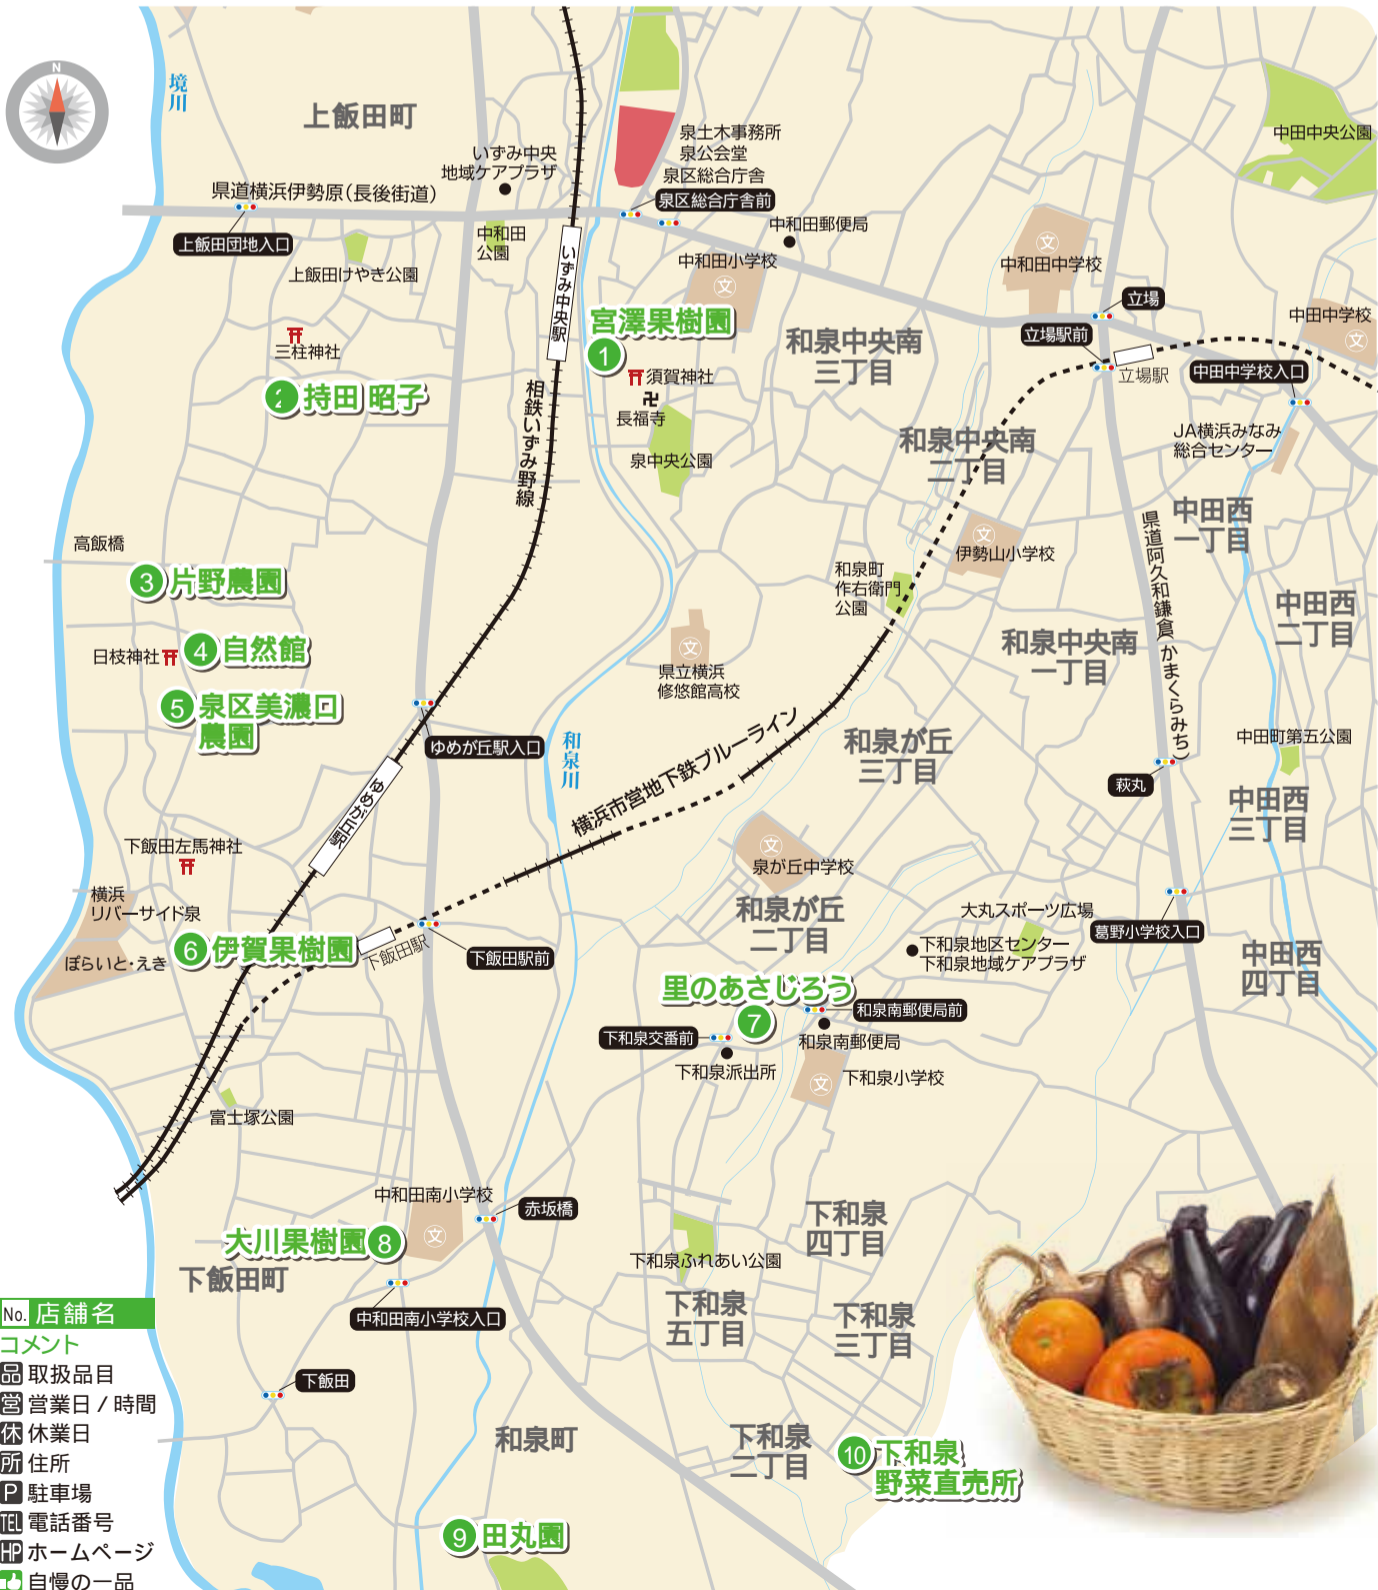 N
境川
上飯田町
いずみ中央
地域ケアプラザ
泉土木事務所
泉公会堂
泉区総合庁舎
中田中央公園
県道横浜伊勢原(長後街道)
泉区総合庁舎前
上飯田団地入口
中和田
公園
中和田郵便局
上飯田けやき公園
いずみ中央駅
中和田小学校
文
文
中和田中学校
立場
中田中学校
文
宮澤果樹園
1
和泉中央南
三丁目
立場駅前
立場駅
中田中学校入口
三柱神社
須賀神社
2 持田 昭子
相鉄いずみ野線
長福寺
泉中央公園
和泉中央南
二丁目
JA横浜みなみ
総合センター
中田西
一丁目
高飯橋
3 片野農園
文
伊勢山小学校
県道阿久和鎌倉(かまくらみち)
和泉町
作右衛門
公園
中田西
二丁目
日枝神社
4 自然館
文
県立横浜
修悠館高校
和泉中央南
一丁目
5 泉区美濃口
農園
ゆめが丘駅入口
和泉川
横浜市営地下鉄ブルーライン
和泉が丘
三丁目
中田町第五公園
萩丸
ゆめが丘駅
中田西
三丁目
下飯田左馬神社
文
泉が丘中学校
横浜
リバーサイド泉
和泉が丘
二丁目
大丸スポーツ広場
葛野小学校入口
ぽらいと・えき
6 伊賀果樹園
下飯田駅
下飯田駅前
下和泉地区センター
下和泉地域ケアプラザ
中田西
四丁目
里のあさじろう
7
和泉南郵便局前
下和泉交番前
和泉南郵便局
下和泉派出所
文
下和泉小学校
富士塚公園
中和田南小学校
赤坂橋
下和泉
四丁目
大川果樹園 8
文
下和泉ふれあい公園
下飯田町
中和田南小学校入口
下和泉
五丁目
下和泉
三丁目
下飯田
和泉町
下和泉
二丁目
10 下和泉
野菜直売所
9 田丸園
No. 店舗名
コメント
品 取扱品目
営 営業日 / 時間
休 休業日
所 住所
P 駐車場
TEL 電話番号
HP ホームページ
自慢の一品